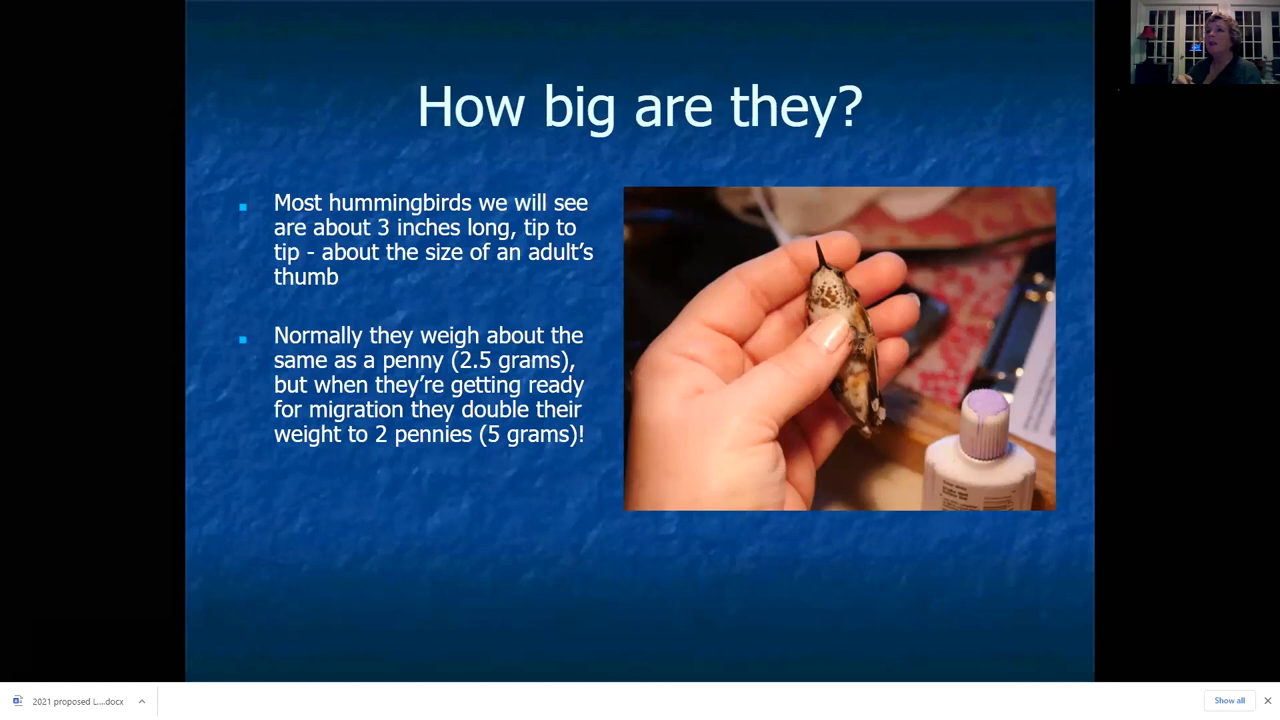 How big are they?
Most hummingbirds we will see
are about 3 inches long, tip to
tip - about the size of an adult’s
thumb
Normally they weigh about the
same as a penny (2.5 grams),
but when they’re getting ready
for migration they double their
weight to 2 pennies (5 grams)!
2021 proposed L....docx
Show all